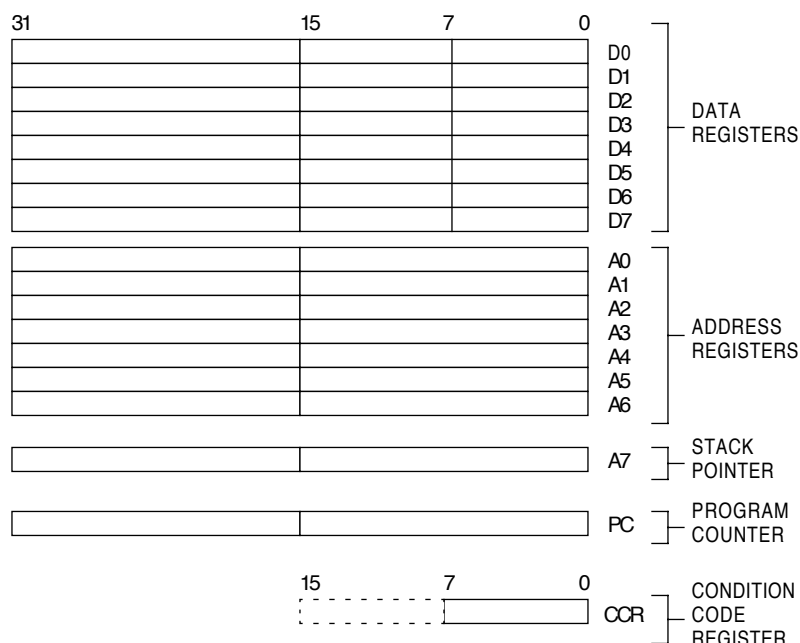 31 15 7 0
D0
D1
D2
D3
D4
D5
D6
D7
DATA
REGISTERS
A0
A1
A2
A3
A4
A5
A6
ADDRESS
REGISTERS
A7
STACK
POINTER
PC
PROGRAM
COUNTER
15 7 0
CCR
CONDITION
CODE
REGISTER